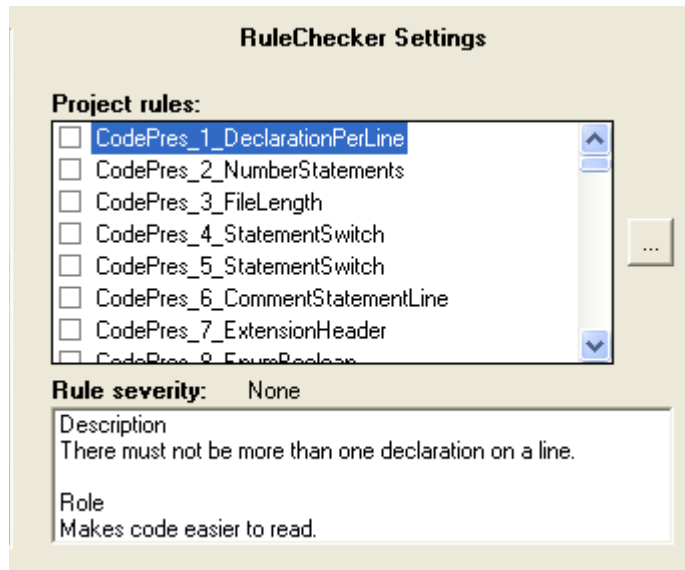 RuleChecker Settings
Project rules:
CodePres_1_DeclarationPerLine
CodePres_2_NumberStatements
CodePres_3_FileLength
CodePres_4_StatementSwitch
CodePres_5_StatementSwitch
CodePres_6_CommentStatementLine
CodePres_7_ExtensionHeader
CodePres_8_EnumBoolean
...
Rule severity: None
Description
There must not be more than one declaration on a line.
Role
Makes code easier to read.